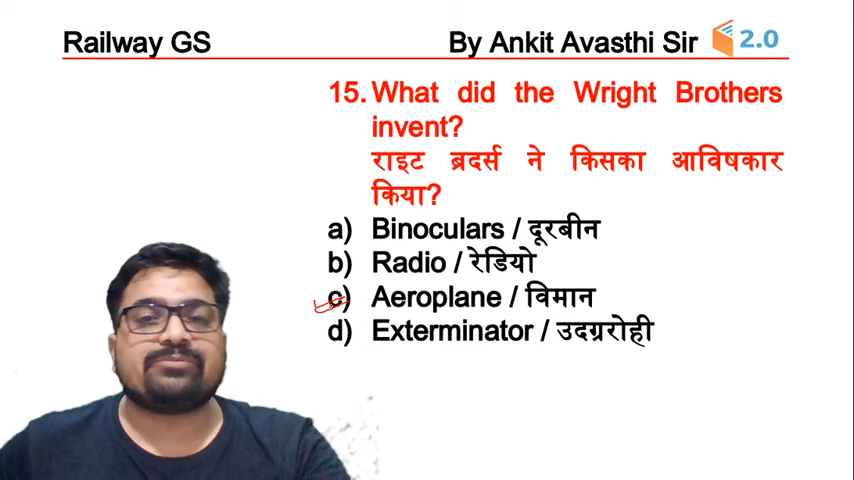 Railway GS By Ankit Avasthi Sir 2.0
15. What did the Wright Brothers
invent?
राइट ब्रदर्स ने किसका आविषकार
किया?
a) Binoculars / दूरबीन
b) Radio / रेडियो
c) Aeroplane / विमान
d) Exterminator / उदग्ररोही